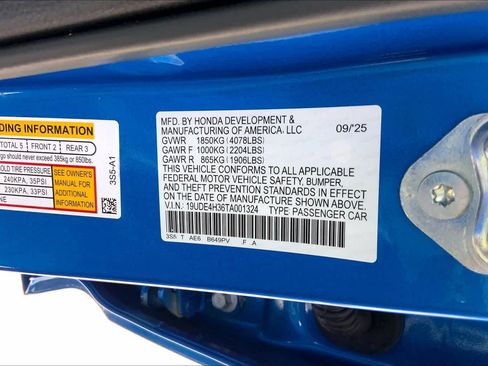 DING INFORMATION
TOTAL 5 FRONT 2 REAR 3
go should never exceed 385kg or 850lbs.
OLD TIRE PRESSURE
240KPA, 35PSI
230KPA, 33PSI
SEE OWNER'S
MANUAL FOR
ADDITIONAL
INFORMATION
3S5-A1
MFD. BY HONDA DEVELOPMENT &
MANUFACTURING OF AMERICA. LLC 09/'25
GVWR 1850KG (4078LBS)
GAWR F 1000KG (2204LBS)
GAWR R 865KG (1906LBS)
THIS VEHICLE CONFORMS TO ALL APPLICABLE
FEDERAL MOTOR VEHICLE SAFETY, BUMPER,
AND THEFT PREVENTION STANDARDS IN EFFECT
ON THE DATE OF MANUFACTURE SHOWN ABOVE.
V.I.N: 19UDE4H36TA001324 TYPE PASSENGER CAR
3S5 T AE6 B649PV F A